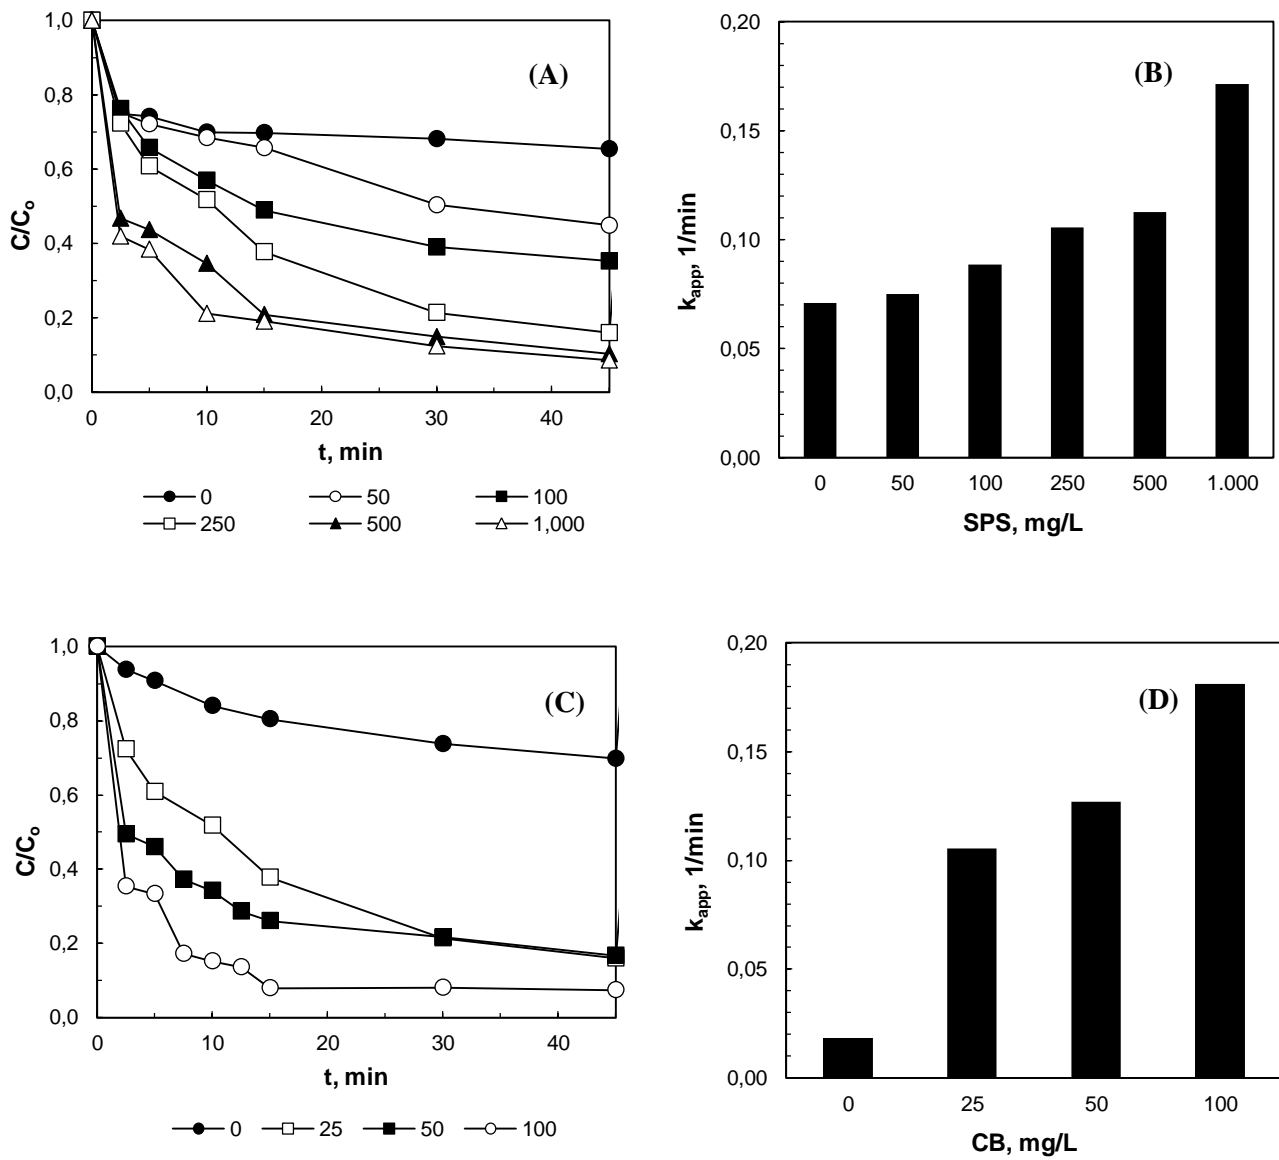 1,0
0,8
0,6
0,4
0,2
0,0
C/Co
(A)
0 10 20 30 40
t, min
0 50 100
250 500 1,000
0,20
0,15
0,10
0,05
0,00
kapp, 1/min
(B)
0 50 100 250 500 1.000
SPS, mg/L
1,0
0,8
0,6
0,4
0,2
0,0
C/Co
(C)
0 10 20 30 40
t, min
0 25 50 100
0,20
0,15
0,10
0,05
0,00
kapp, 1/min
(D)
0 25 50 100
CB, mg/L